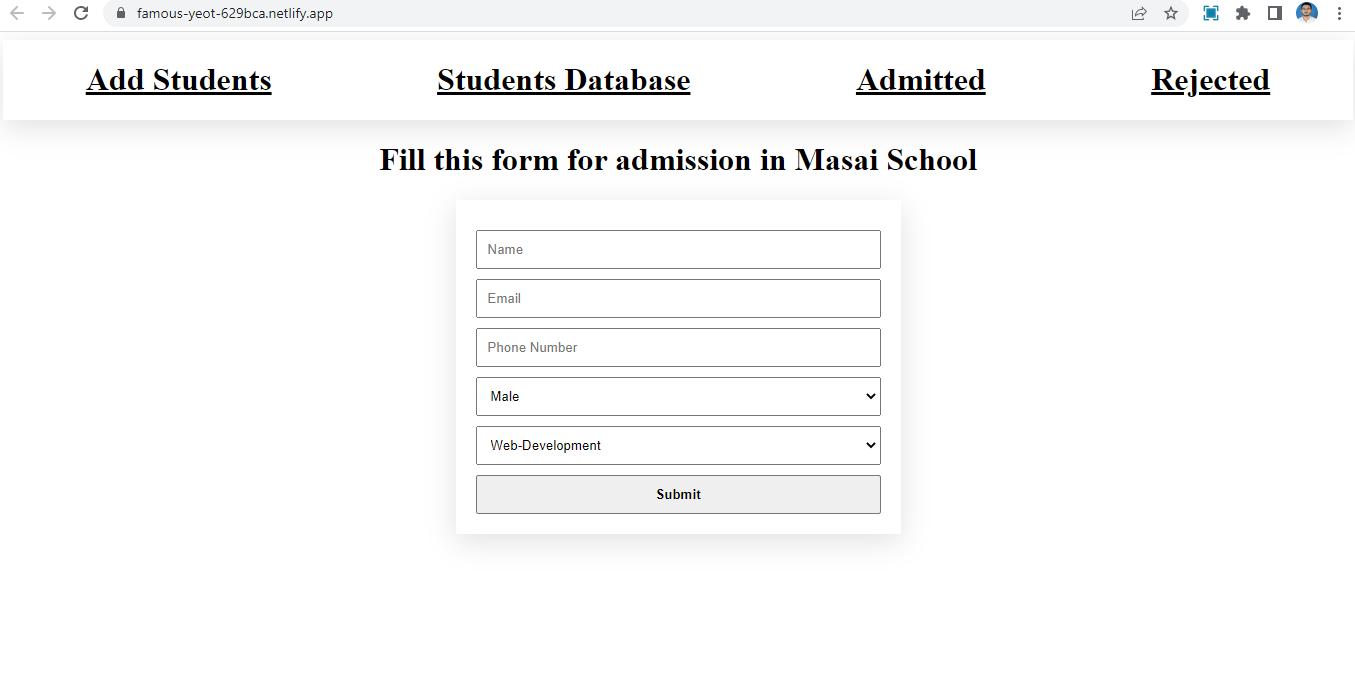 famous-yeot-629bca.netlify.app
Add Students Students Database Admitted Rejected
Fill this form for admission in Masai School
Name
Email
Phone Number
Male
Web-Development
Submit